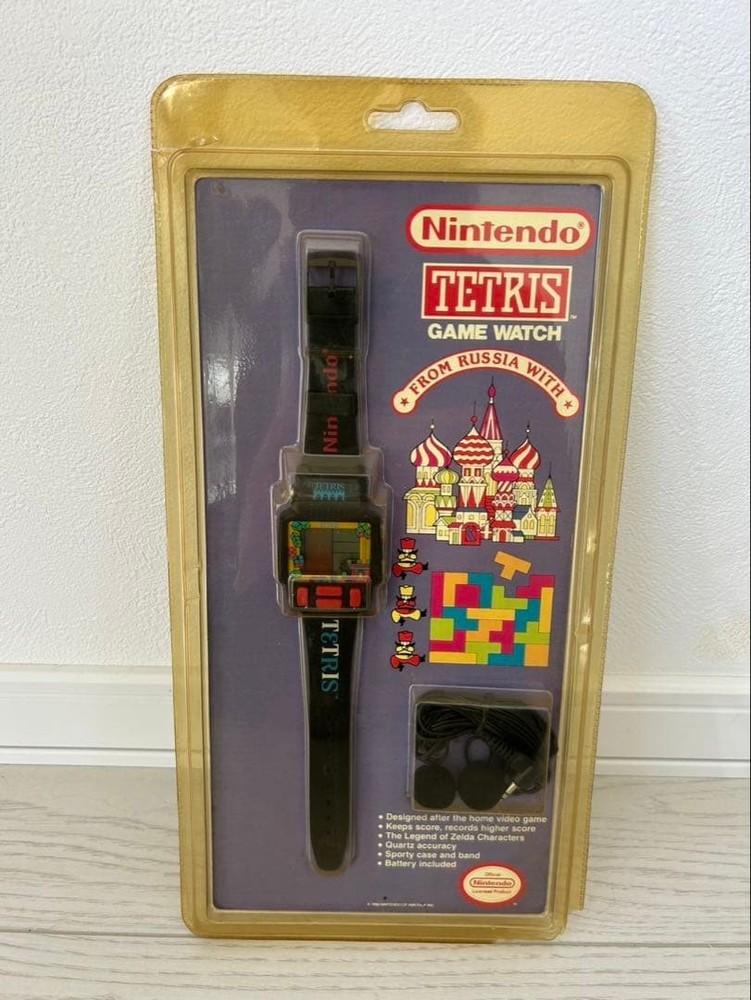 Nintendo®
TETRIS™
GAME WATCH
★ FROM RUSSIA WITH ★
Nintendo®
TETRIS
TETRIS
• Designed after the home video game
• Keeps score, records higher score
• The Legend of Zelda Characters
• Quartz accuracy
• Sporty case and band
• Battery included
Official
Nintendo
Licensed Product